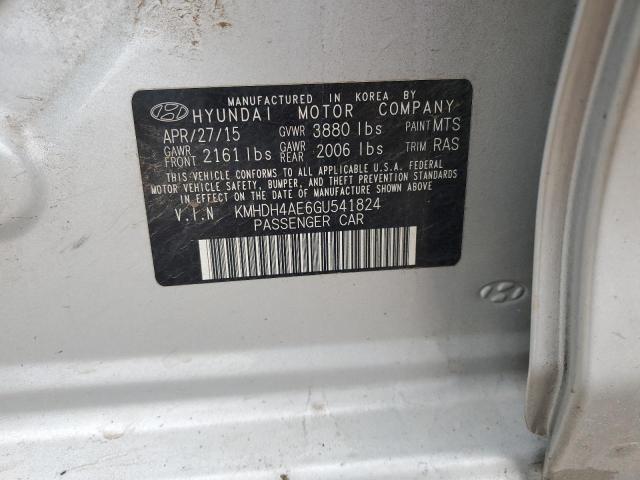 MANUFACTURED IN KOREA BY
HYUNDAI MOTOR COMPANY
APR/27/15 GVWR 3880 lbs PAINT MTS
GAWR FRONT 2161 lbs GAWR REAR 2006 lbs TRIM RAS
THIS VEHICLE CONFORMS TO ALL APPLICABLE U.S.A. FEDERAL
MOTOR VEHICLE SAFETY, BUMPER, AND THEFT PREVENTION STANDARDS
IN EFFECT ON THE DATE OF MANUFACTURE SHOWN ABOVE.
V.I.N KMHDH4AE6GU541824
PASSENGER CAR